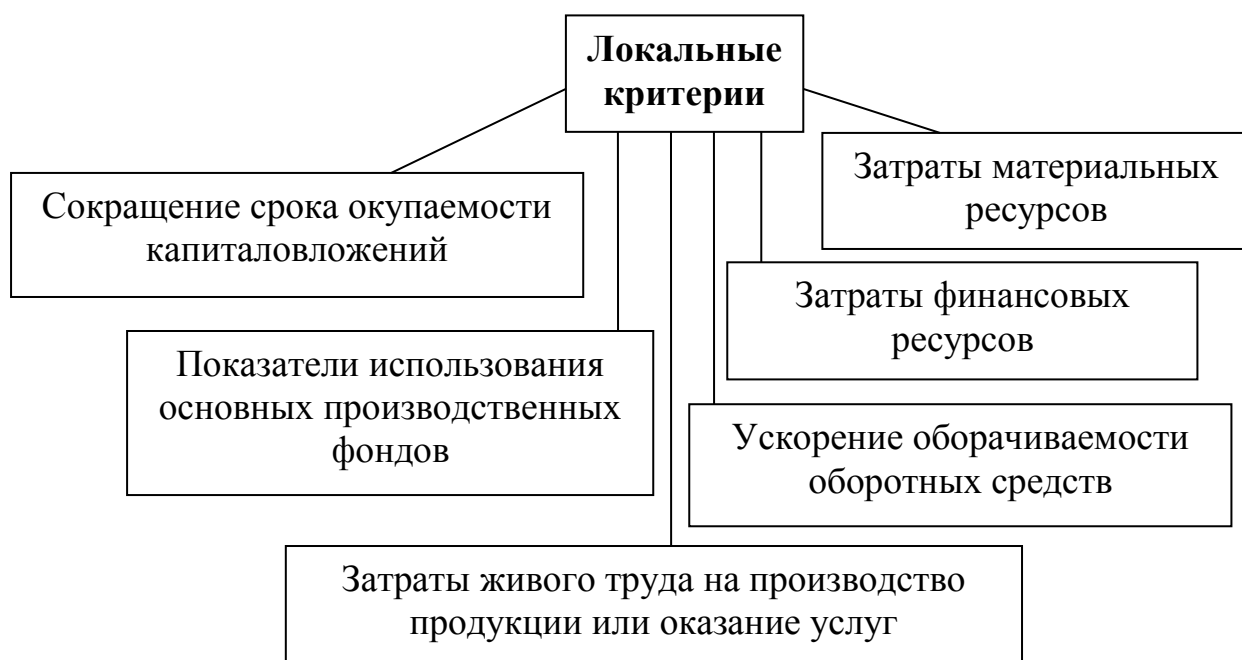 Локальные
критерии
Сокращение срока окупаемости
капиталовложений
Показатели использования
основных производственных
фондов
Затраты живого труда на производство
продукции или оказание услуг
Ускорение оборачиваемости
оборотных средств
Затраты финансовых
ресурсов
Затраты материальных
ресурсов